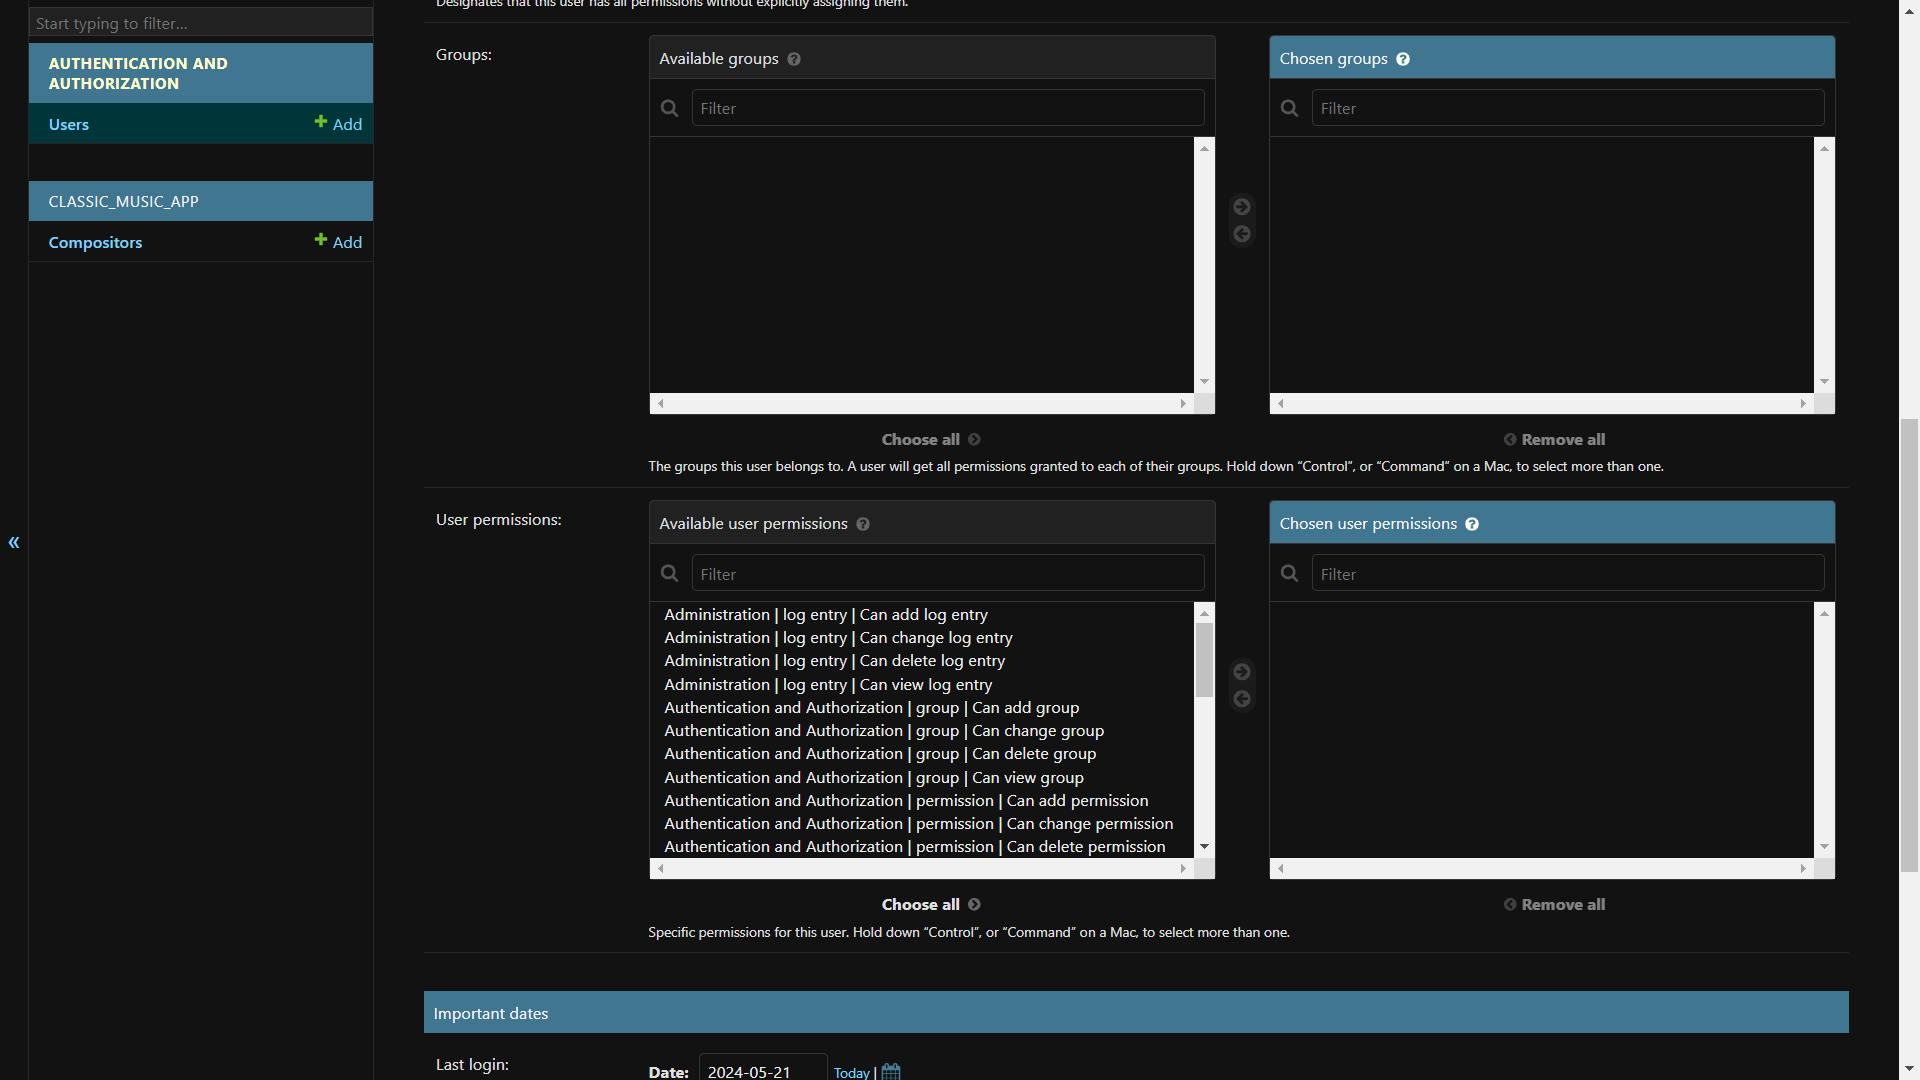 Designates that this user has all permissions without explicitly assigning them.
Start typing to filter...
AUTHENTICATION AND
AUTHORIZATION
Users
Add
CLASSIC_MUSIC_APP
Compositors
Add
«
Groups:
Available groups ?
Filter
Chosen groups ?
Filter
Choose all
Remove all
The groups this user belongs to. A user will get all permissions granted to each of their groups. Hold down “Control”, or “Command” on a Mac, to select more than one.
User permissions:
Available user permissions ?
Filter
Administration | log entry | Can add log entry
Administration | log entry | Can change log entry
Administration | log entry | Can delete log entry
Administration | log entry | Can view log entry
Authentication and Authorization | group | Can add group
Authentication and Authorization | group | Can change group
Authentication and Authorization | group | Can delete group
Authentication and Authorization | group | Can view group
Authentication and Authorization | permission | Can add permission
Authentication and Authorization | permission | Can change permission
Authentication and Authorization | permission | Can delete permission
Chosen user permissions ?
Filter
Choose all
Remove all
Specific permissions for this user. Hold down “Control”, or “Command” on a Mac, to select more than one.
Important dates
Last login:
Date: 2024-05-21 Today |